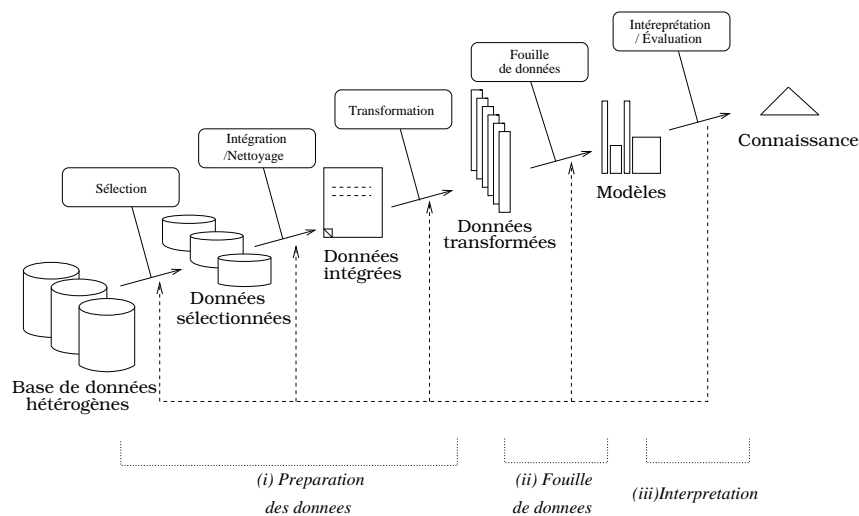 Intéreprétation
/ Évaluation
Fouille
de données
Transformation
Intégration
/Nettoyage
Sélection
Connaissance
Modèles
Données
transformées
Données
intégrées
Données
sélectionnées
Base de données
hétérogènes
(i) Preparation
des donnees
(ii) Fouille
de donnees
(iii)Interpretation